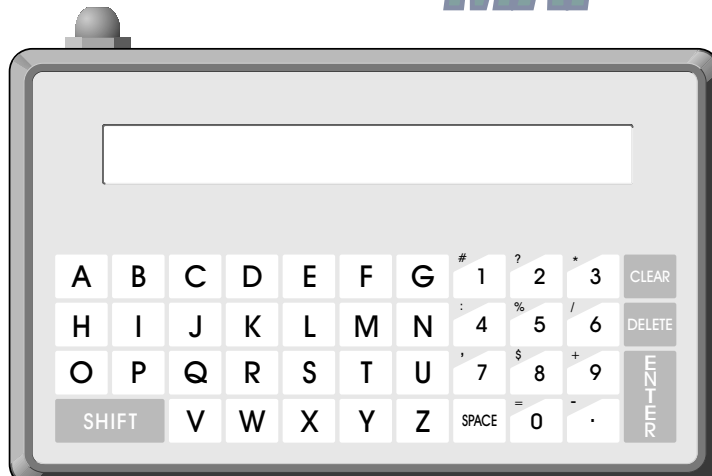 A B C D E F G # 1 ? 2 * 3 CLEAR
H I J K L M N : 4 % 5 / 6 DELETE
O P Q R S T U ' 7 $ 8 + 9 ENTER
SHIFT V W X Y Z SPACE = 0 - .